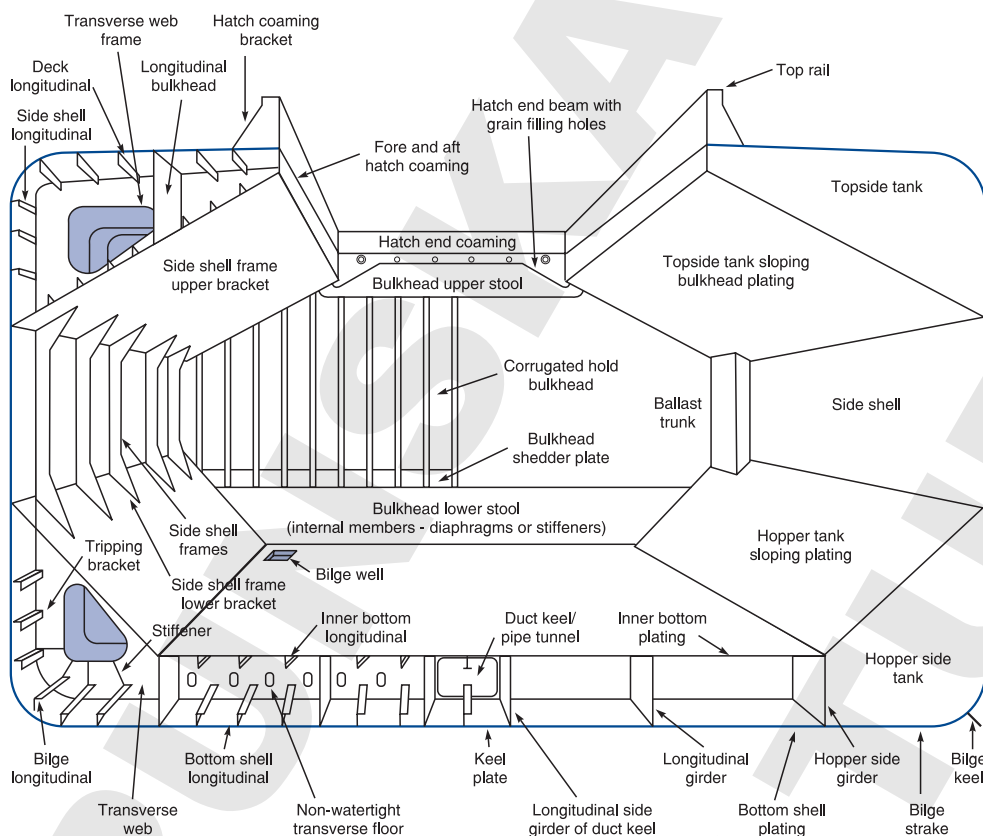 Transverse web
frame
Hatch coaming
bracket
Deck
longitudinal
Longitudinal
bulkhead
Side shell
longitudinal
Top rail
Hatch end beam with
grain filling holes
Fore and aft
hatch coaming
Topside tank
Hatch end coaming
Side shell frame
upper bracket
Bulkhead upper stool
Topside tank sloping
bulkhead plating
Corrugated hold
bulkhead
Ballast
trunk
Side shell
Bulkhead
shedder plate
Bulkhead lower stool
(internal members - diaphragms or stiffeners)
Side shell
frames
Hopper tank
sloping plating
Tripping
bracket
Side shell frame
lower bracket
Bilge well
Stiffener
Inner bottom
longitudinal
Duct keel/
pipe tunnel
Inner bottom
plating
Hopper side
tank
Bilge
longitudinal
Bottom shell
longitudinal
Keel
plate
Longitudinal
girder
Hopper side
girder
Bilge
keel
Transverse
web
Non-watertight
transverse floor
Longitudinal side
girder of duct keel
Bottom shell
plating
Bilge
strake
UNSKA
TU